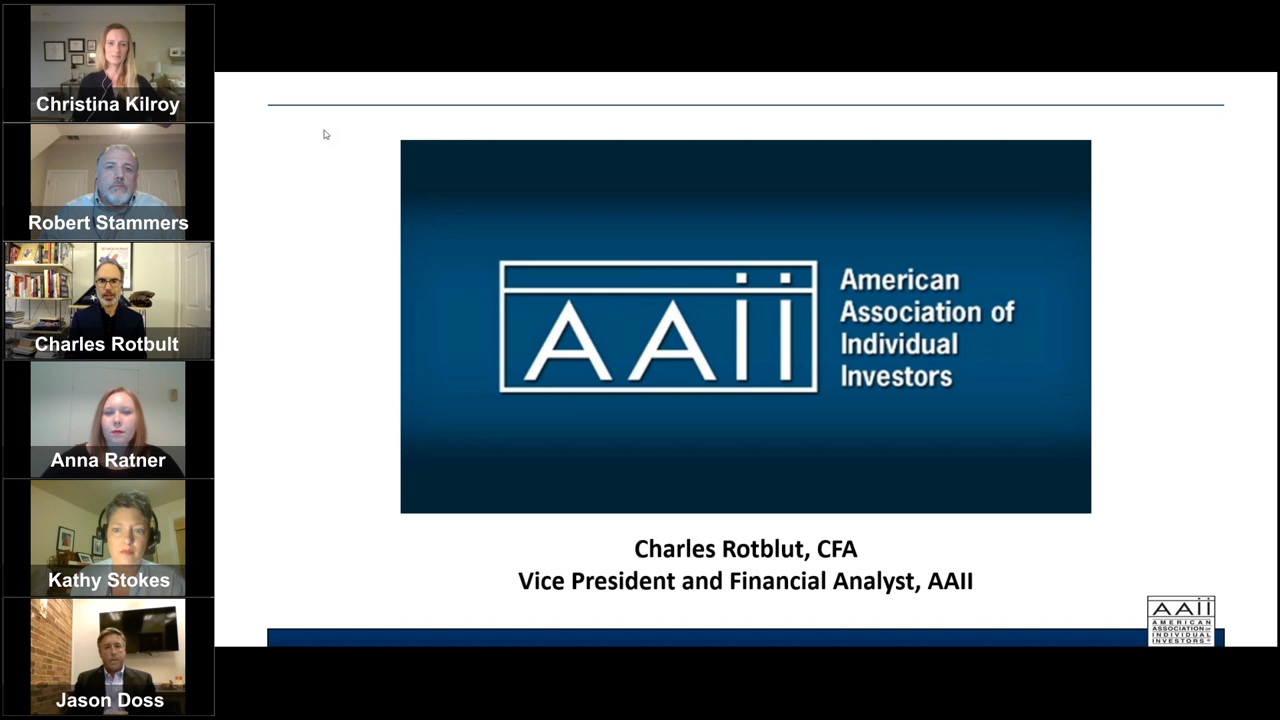 Christina Kilroy
Robert Stammers
Charles Rotbult
Anna Ratner
Kathy Stokes
Jason Doss
AAii
American
Association of
Individual
Investors
Charles Rotblut, CFA
Vice President and Financial Analyst, AAII
AAii
AMERICAN
ASSOCIATION OF
INDIVIDUAL
INVESTORS®